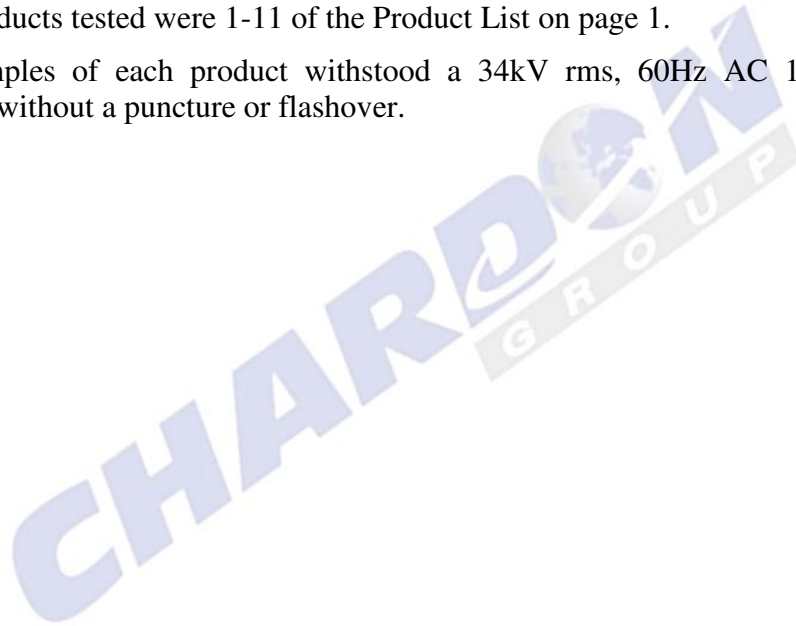 ducts tested were 1-11 of the Product List on page 1.
ples of each product withstood a 34kV rms, 60Hz AC 1
without a puncture or flashover.
CHARDON
GROUP